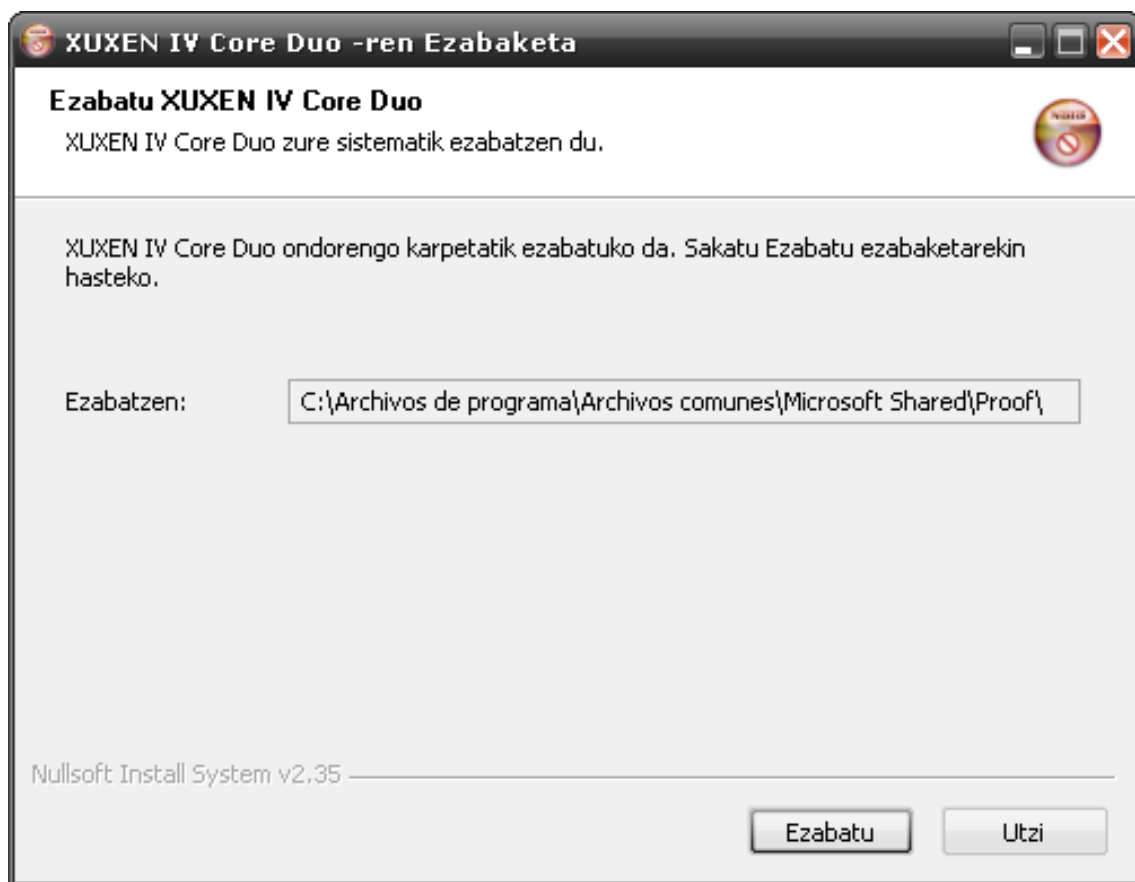 XUXEN IV Core Duo -ren Ezabaketa
Ezabatu XUXEN IV Core Duo
XUXEN IV Core Duo zure sistematik ezabatzen du.
XUXEN IV Core Duo ondorengo karpetatik ezabatuko da. Sakatu Ezabatu ezabaketarekin
hasteko.
Ezabatzen: C:\Archivos de programa\Archivos comunes\Microsoft Shared\Proof\
Nullsoft Install System v2.35
Ezabatu Utzi